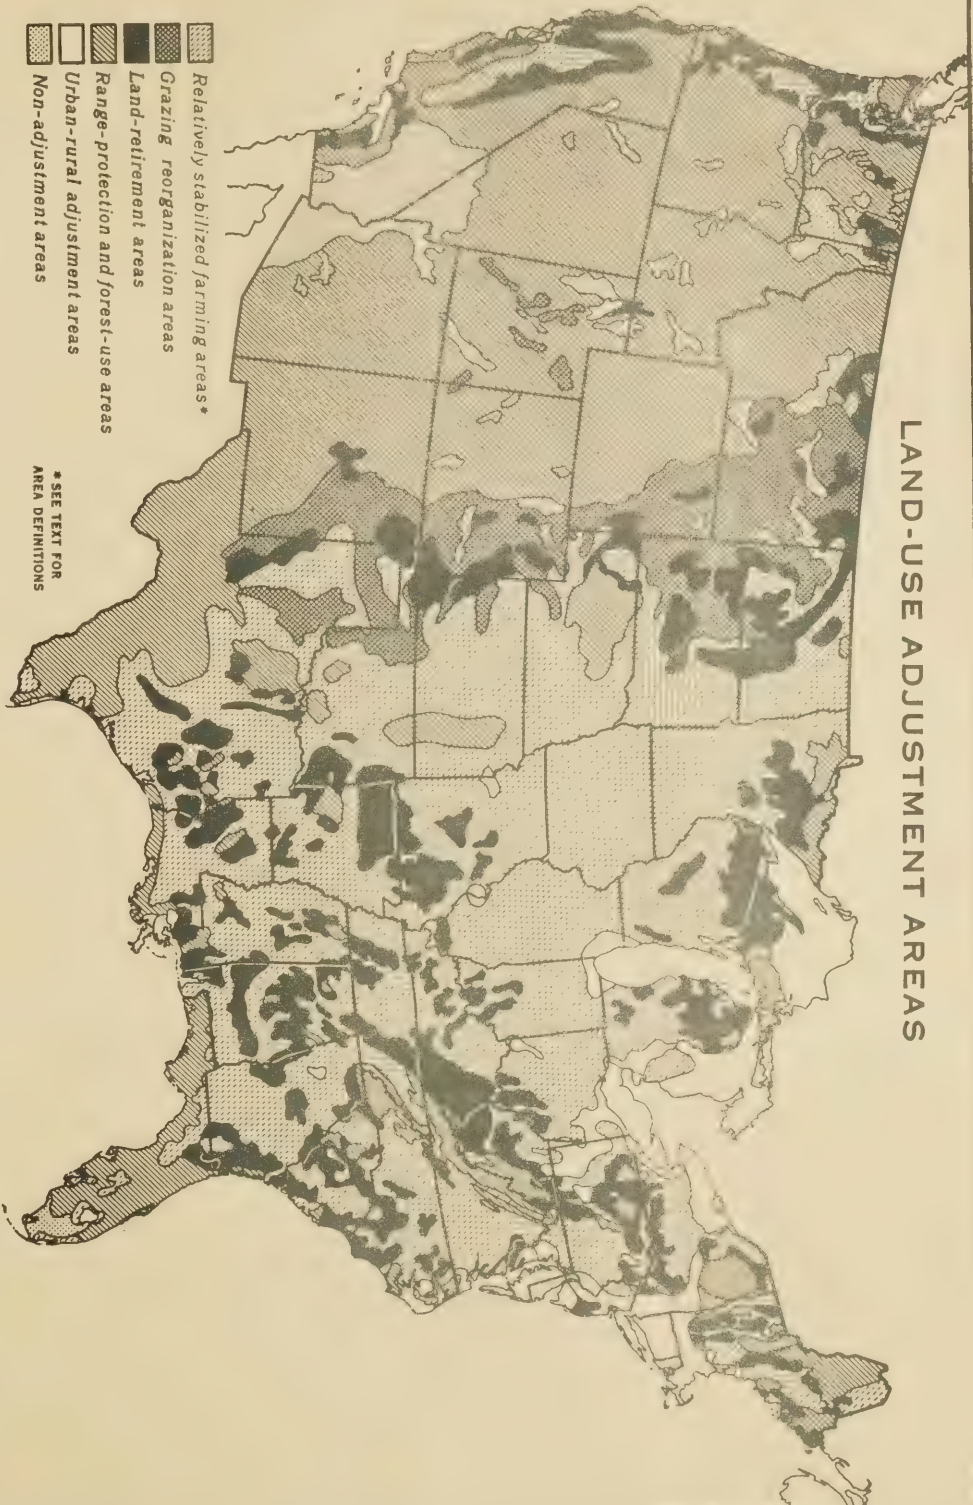 LAND-USE ADJUSTMENT AREAS
Relatively stabilized farming areas*
Grazing reorganization areas
Land-retirement areas
Range-protection and forest-use areas
Urban-rural adjustment areas
Non-adjustment areas
* SEE TEXT FOR
AREA DEFINITIONS